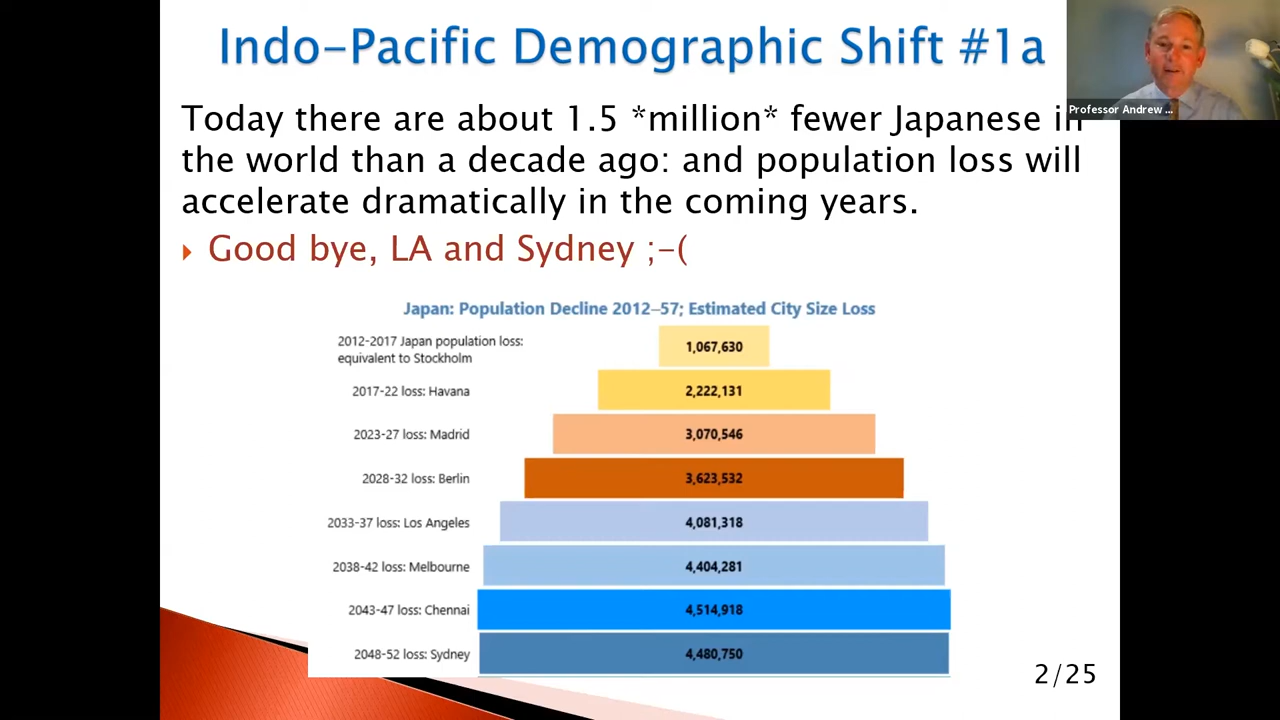 Indo-Pacific Demographic Shift #1a
Professor Andrew ...
Today there are about 1.5 *million* fewer Japanese in
the world than a decade ago: and population loss will
accelerate dramatically in the coming years.
Good bye, LA and Sydney ;-(
Japan: Population Decline 2012–57; Estimated City Size Loss
2012-2017 Japan population loss:
equivalent to Stockholm
1,067,630
2017-22 loss: Havana 2,222,131
2023-27 loss: Madrid 3,070,546
2028-32 loss: Berlin 3,623,532
2033-37 loss: Los Angeles 4,081,318
2038-42 loss: Melbourne 4,404,281
2043-47 loss: Chennai 4,514,918
2048-52 loss: Sydney 4,480,750
2/25